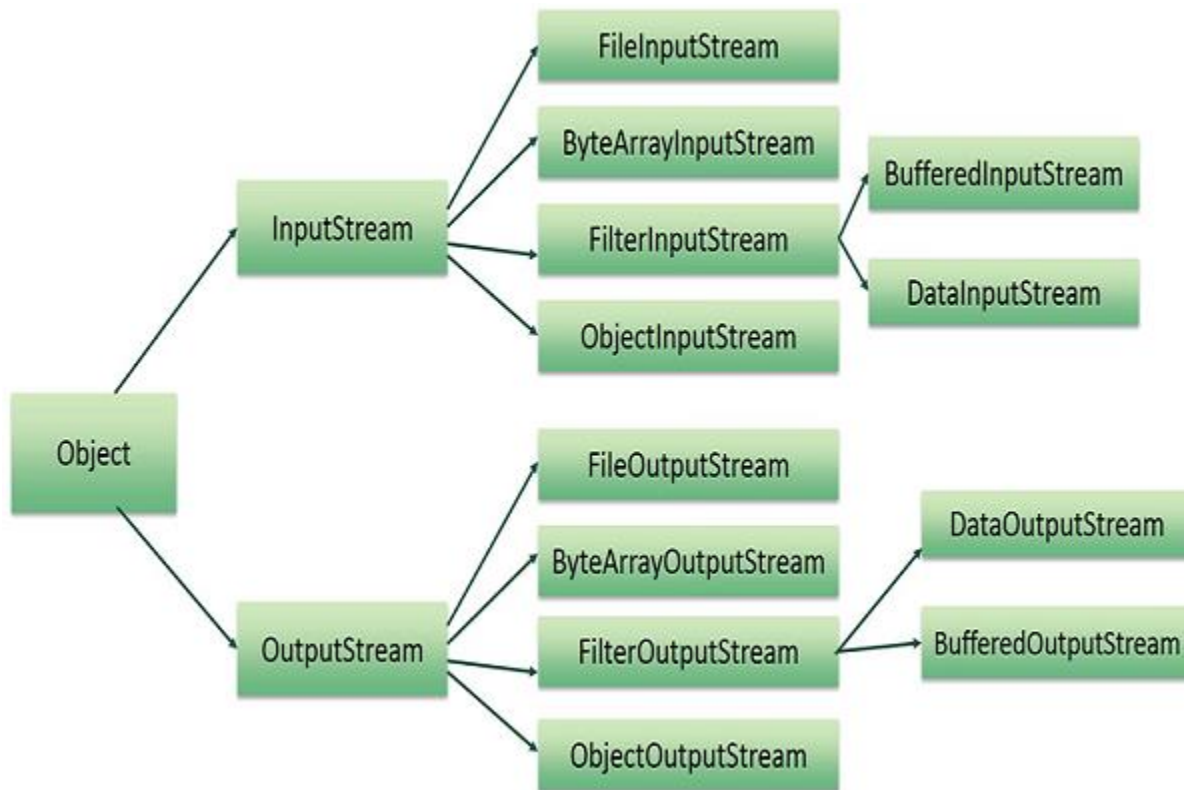 FileInputStream
ByteArrayInputStream
BufferedInputStream
InputStream
FilterInputStream
DataInputStream
ObjectInputStream
Object
FileOutputStream
DataOutputStream
ByteArrayOutputStream
OutputStream
FilterOutputStream
BufferedOutputStream
ObjectOutputStream